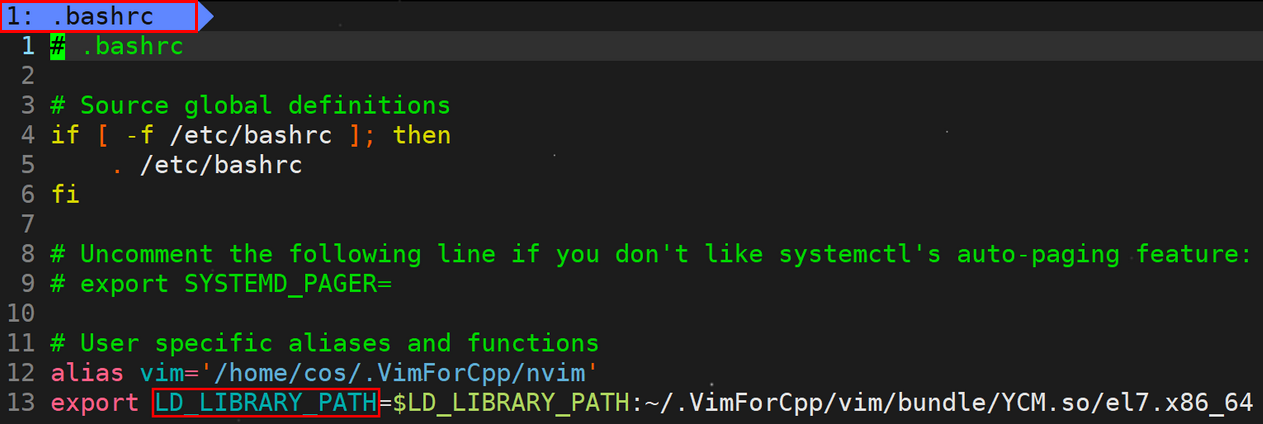 1: .bashrc
1 # .bashrc
2
3 # Source global definitions
4 if [ -f /etc/bashrc ]; then
5     . /etc/bashrc
6 fi
7
8 # Uncomment the following line if you don't like systemctl's auto-paging feature:
9 # export SYSTEMD_PAGER=
10
11 # User specific aliases and functions
12 alias vim='/home/cos/.VimForCpp/nvim'
13 export LD_LIBRARY_PATH=$LD_LIBRARY_PATH:~/.VimForCpp/vim/bundle/YCM.so/el7.x86_64